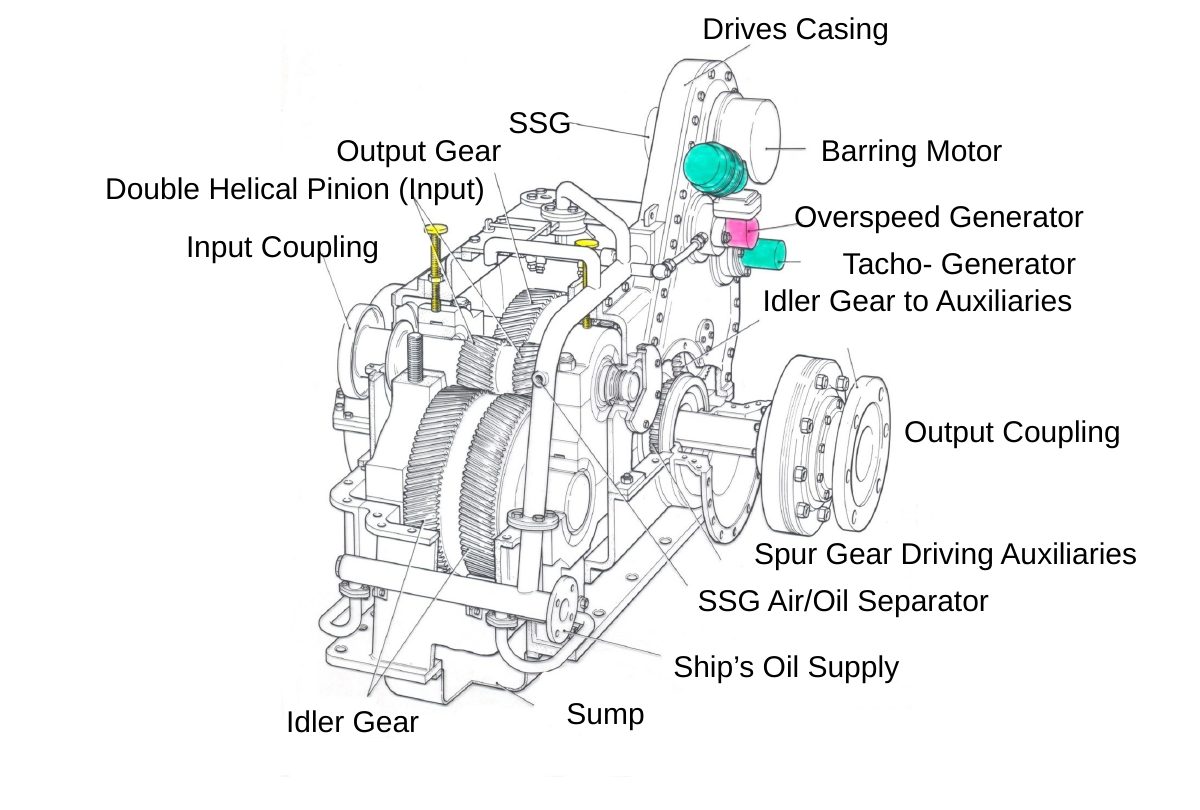 Drives Casing
SSG
Output Gear
Barring Motor
Double Helical Pinion (Input)
Overspeed Generator
Input Coupling
Tacho- Generator
Idler Gear to Auxiliaries
Output Coupling
Spur Gear Driving Auxiliaries
SSG Air/Oil Separator
Ship’s Oil Supply
Sump
Idler Gear